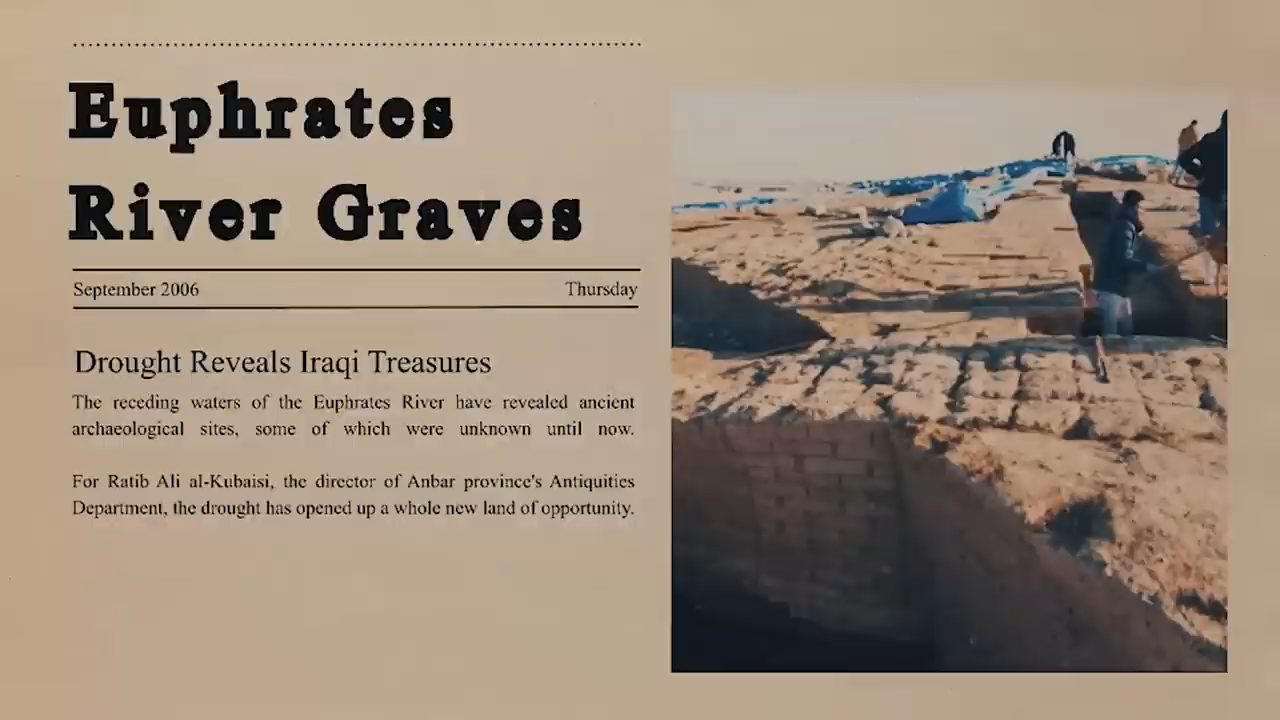 Euphrates
River Graves
September 2006 Thursday
Drought Reveals Iraqi Treasures
The receding waters of the Euphrates River have revealed ancient
archaeological sites, some of which were unknown until now.
For Ratib Ali al-Kubaisi, the director of Anbar province's Antiquities
Department, the drought has opened up a whole new land of opportunity.